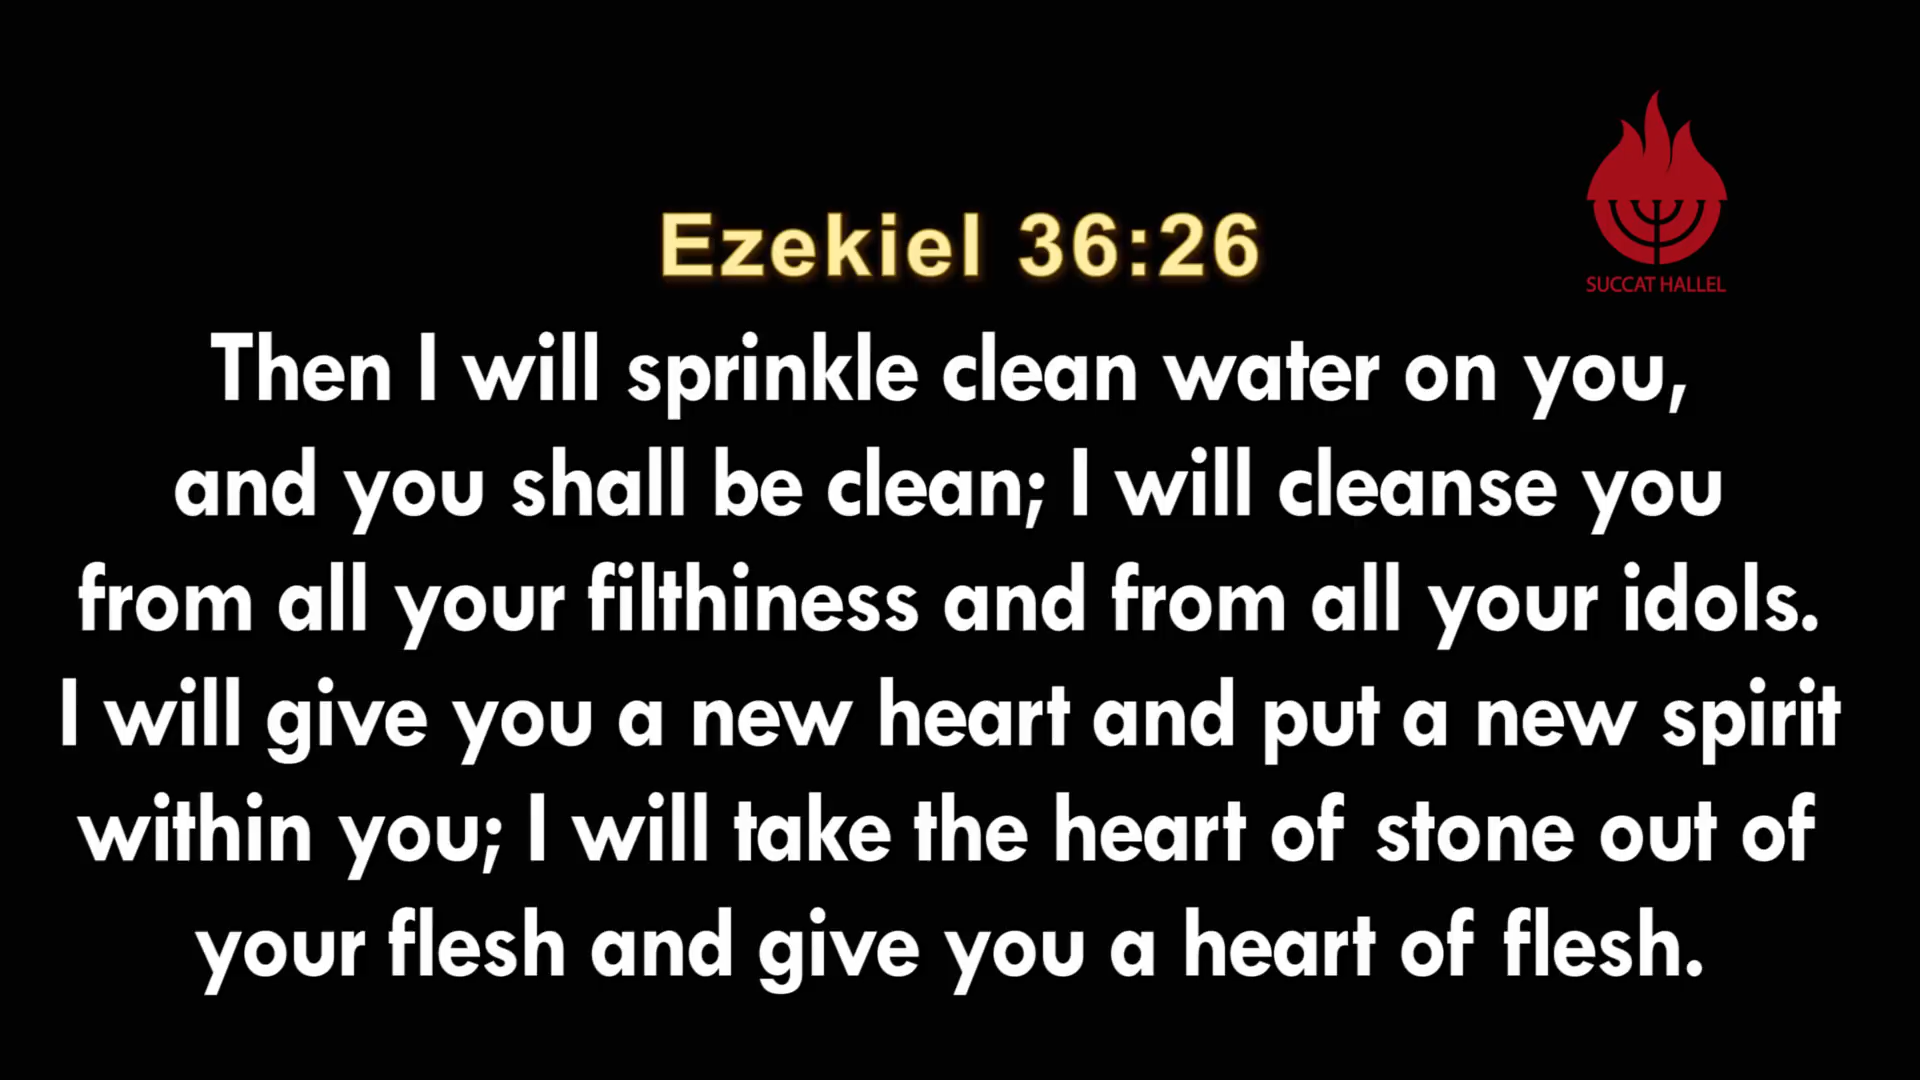 SUCCAT HALLEL
Ezekiel 36:26
Then I will sprinkle clean water on you,
and you shall be clean; I will cleanse you
from all your filthiness and from all your idols.
I will give you a new heart and put a new spirit
within you; I will take the heart of stone out of
your flesh and give you a heart of flesh.